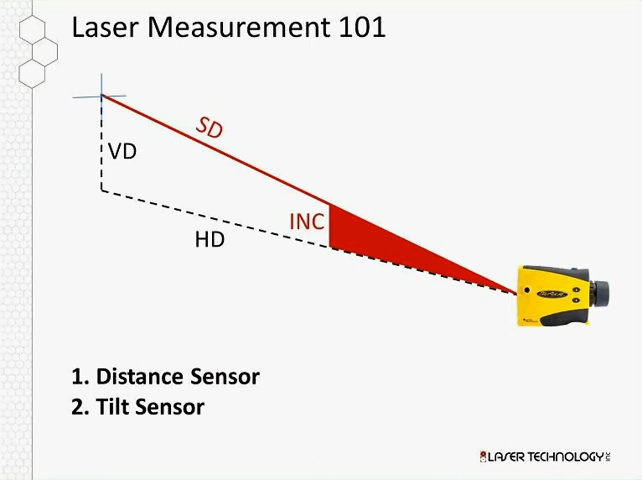 Laser Measurement 101
SD
VD
INC
HD
1. Distance Sensor
2. Tilt Sensor
LASER TECHNOLOGY INC